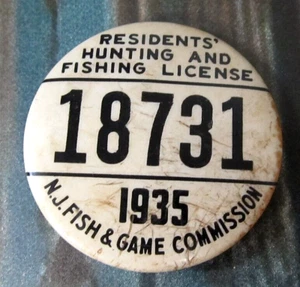 RESIDENTS'
HUNTING AND
FISHING LICENSE
18731
1935
N.J. FISH & GAME COMMISSION